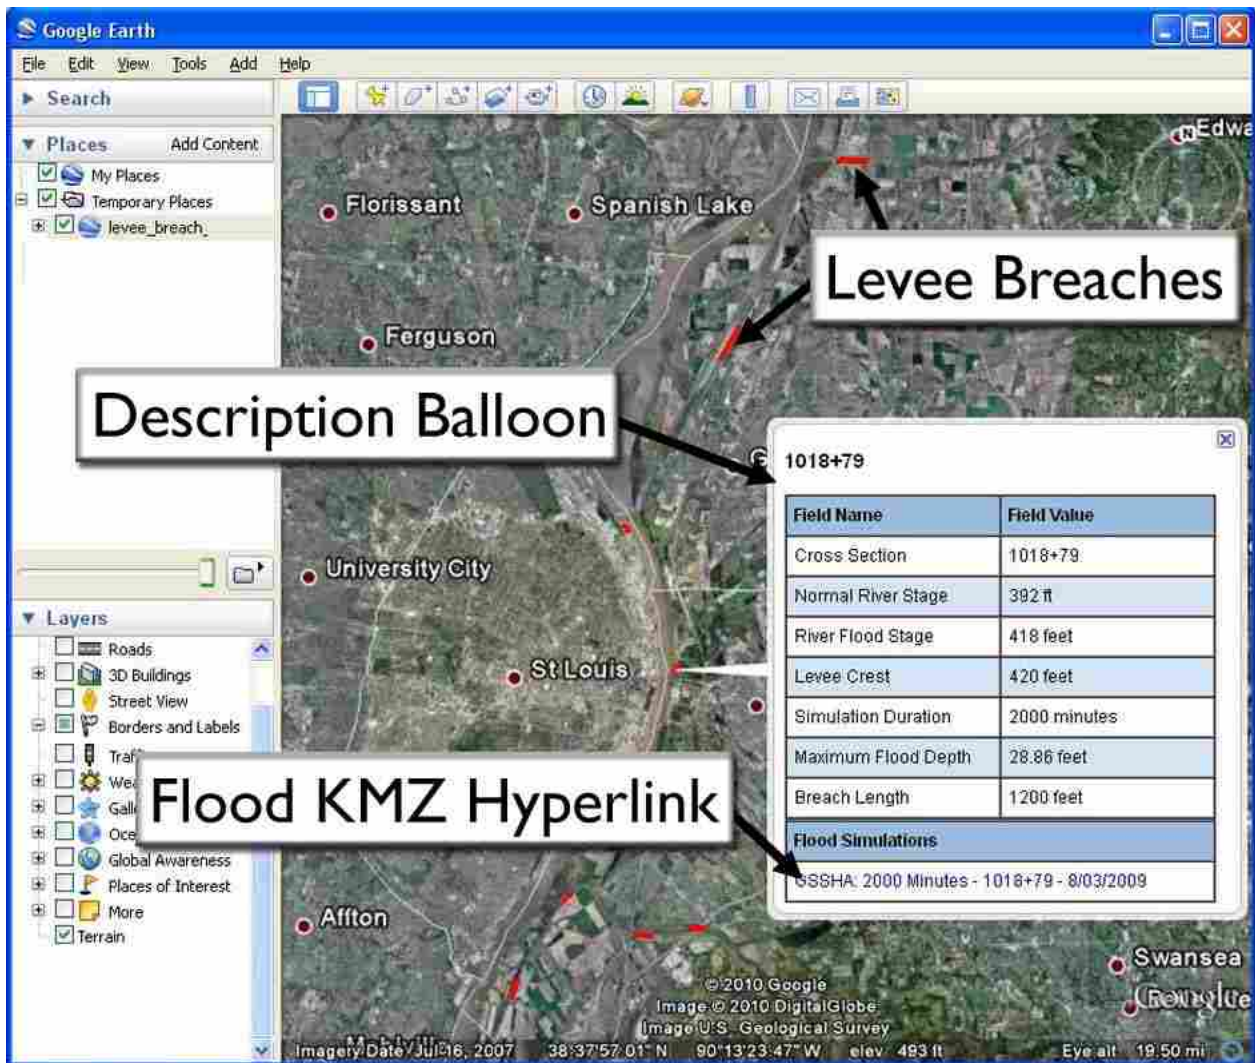 Google Earth
File Edit View Tools Add Help
Search
Places Add Content
My Places
Temporary Places
levee_breach_
Layers
Roads
3D Buildings
Street View
Borders and Labels
Traff
Wea
Galle
Oce
Global Awareness
Places of Interest
More
Terrain
N
Edwa
Florissant
Spanish Lake
Levee Breaches
Ferguson
Description Balloon
G
University City
St Louis
Flood KMZ Hyperlink
Affton
Swansea
1018+79
Field Name Field Value
Cross Section 1018+79
Normal River Stage 392 ft
River Flood Stage 418 feet
Levee Crest 420 feet
Simulation Duration 2000 minutes
Maximum Flood Depth 28.86 feet
Breach Length 1200 feet
Flood Simulations
GSSHA: 2000 Minutes - 1018+79 - 8/03/2009
© 2010 Google
Image © 2010 DigitalGlobe
Image U.S. Geological Survey
Google
Imagery Date: Jul 16, 2007 38°37'57.01" N 90°13'23.47" W elev 493 ft Eye alt 19.50 mi